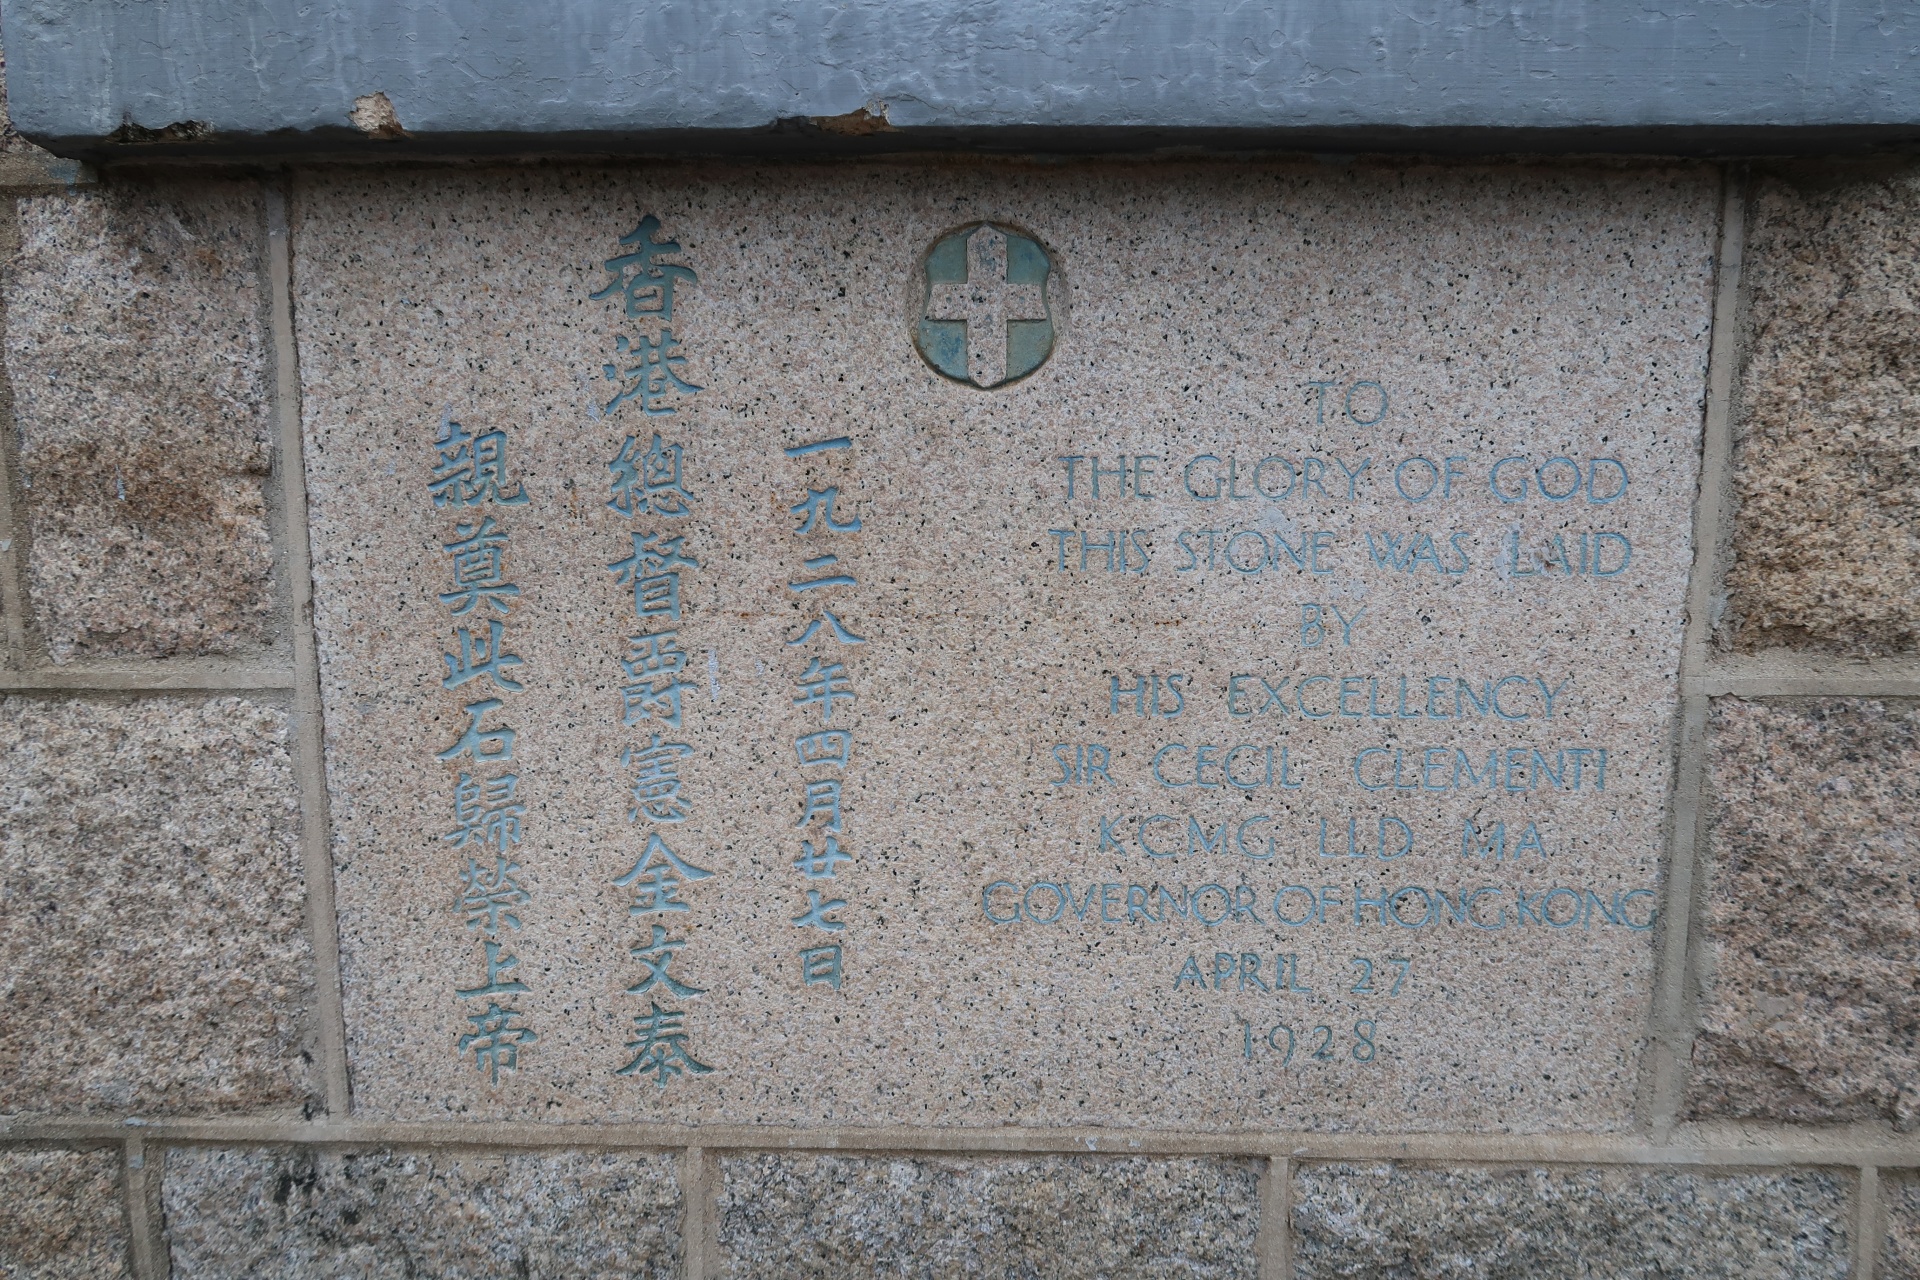 一九二八年四月廿七日
香港總督爵憲金文泰
親奠此石歸榮上帝
TO
THE GLORY OF GOD
THIS STONE WAS LAID
BY
HIS EXCELLENCY
SIR CECIL CLEMENTI
KCMG LLD MA
GOVERNOR OF HONG KONG
APRIL 27
1928